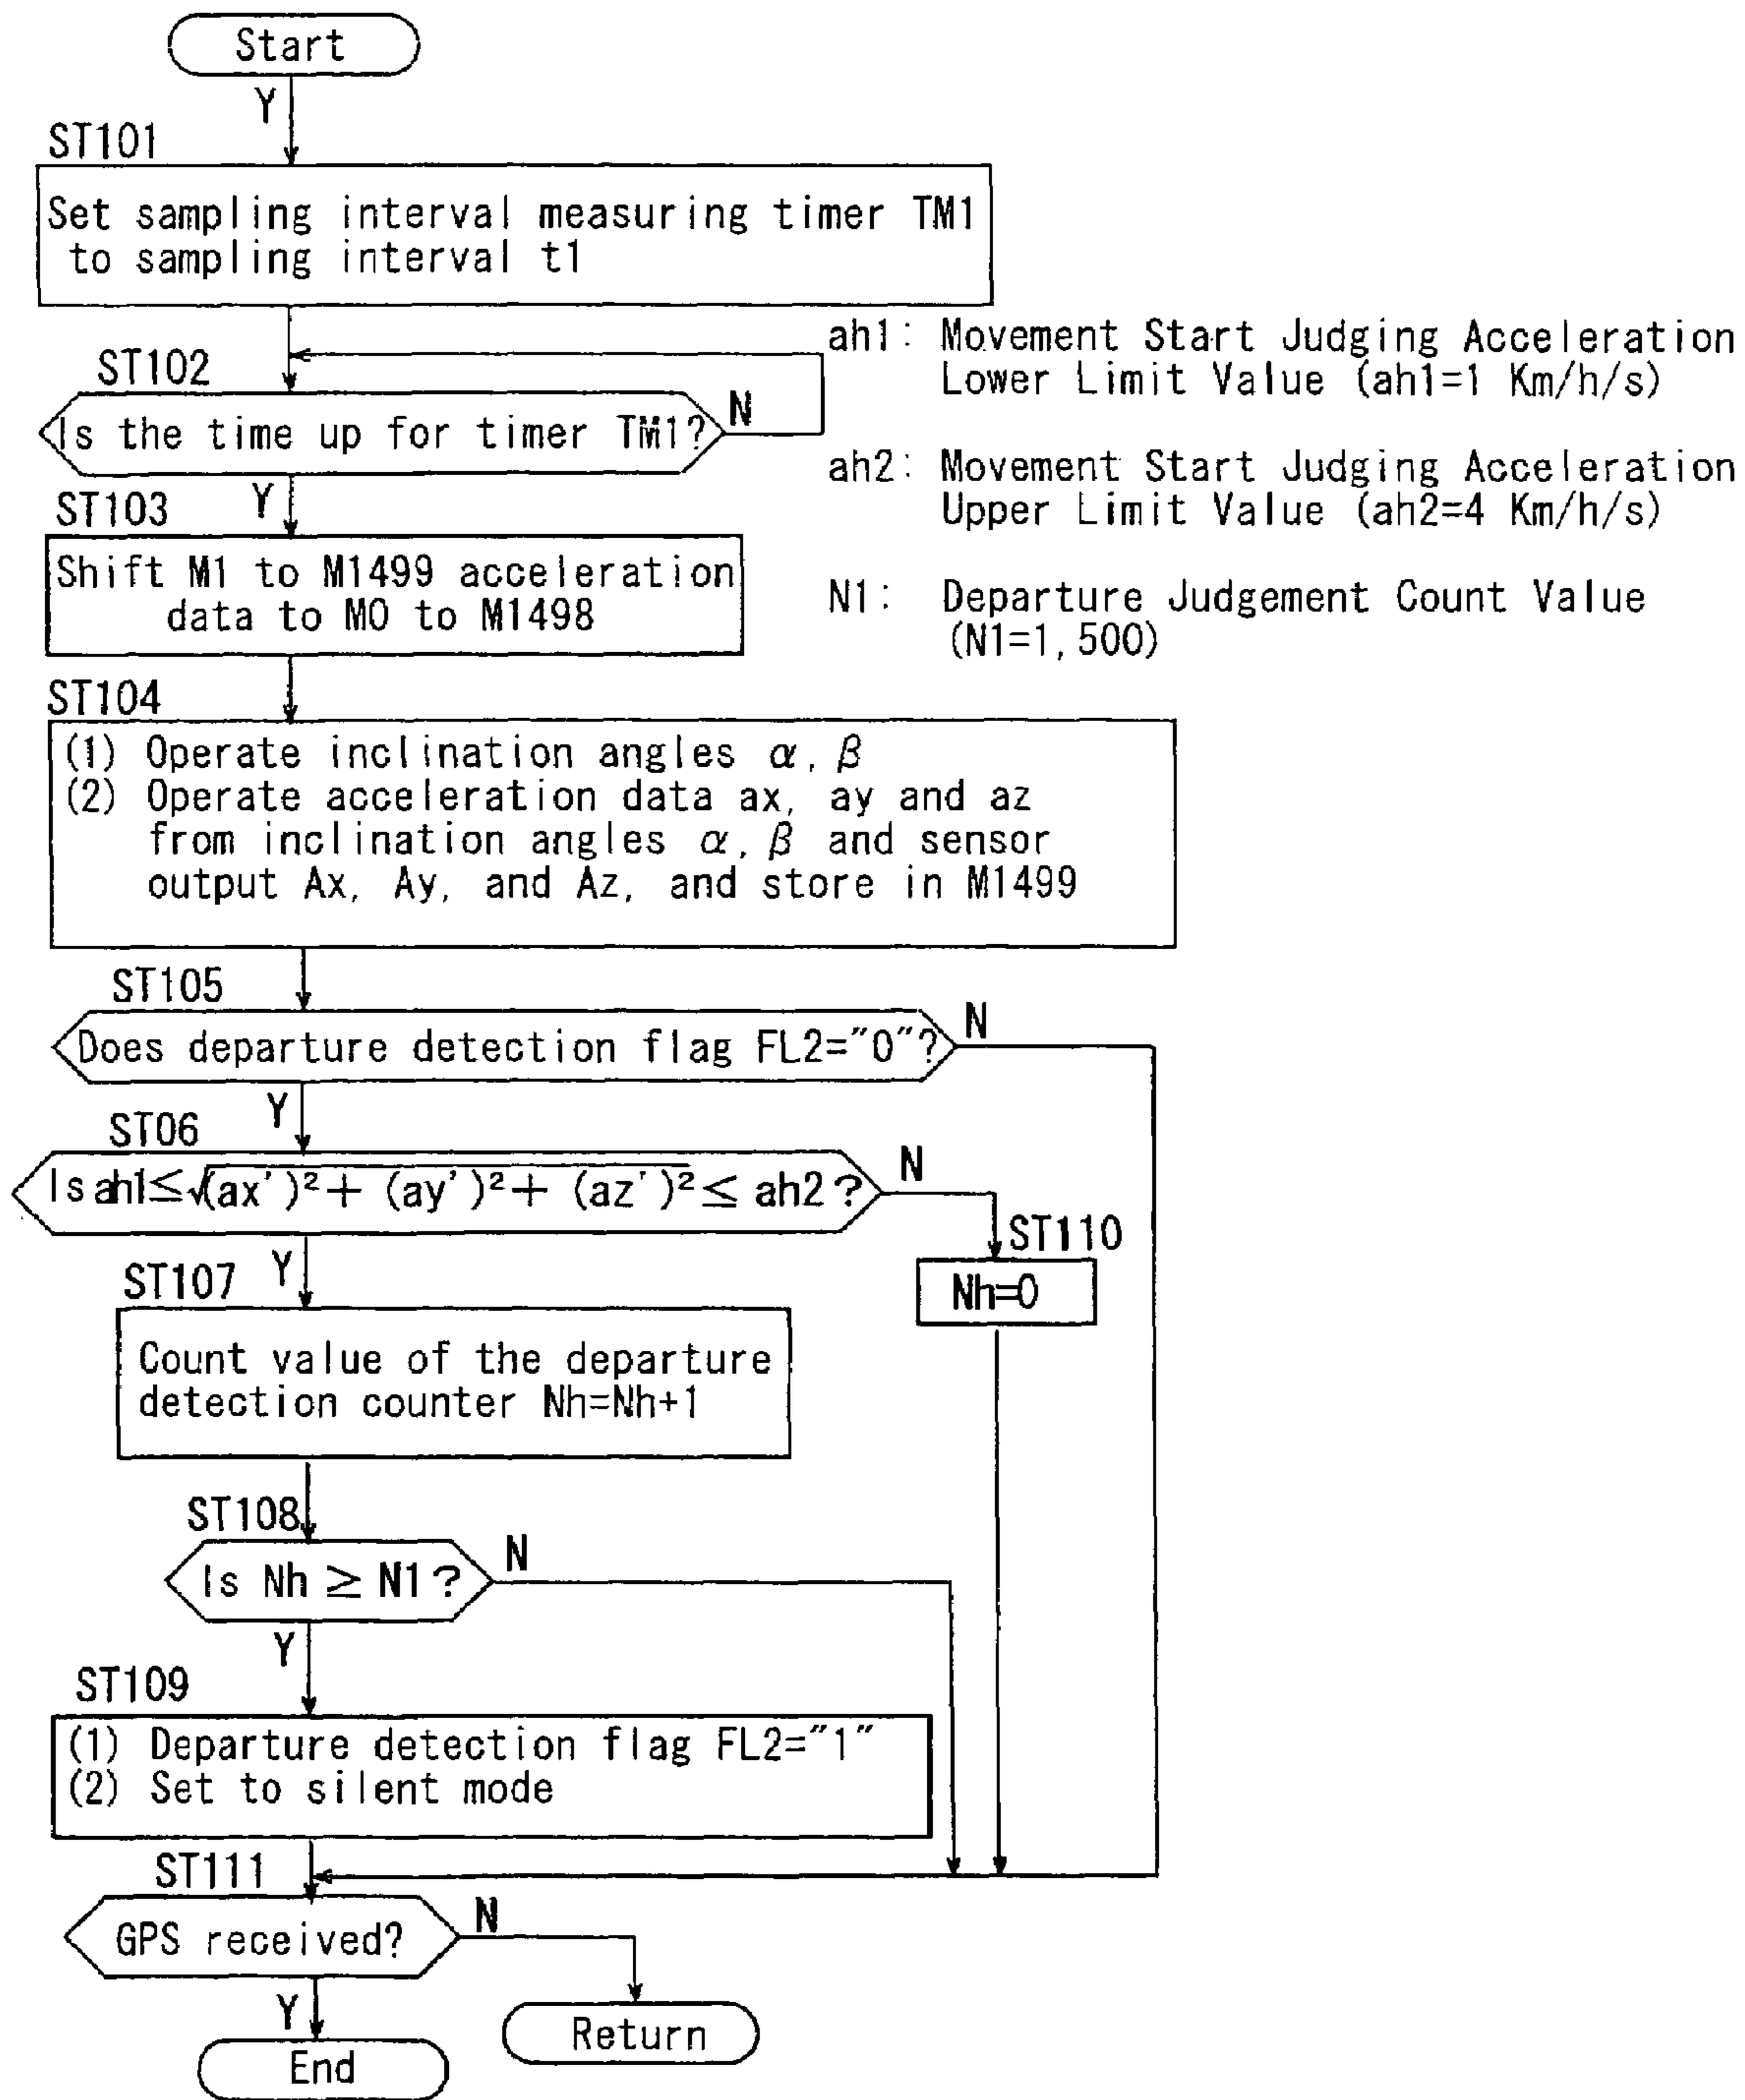 Start
Y
ST101
Set sampling interval measuring timer TM1
to sampling interval t1
ah1: Movement Start Judging Acceleration
Lower Limit Value (ah1=1 Km/h/s)
ST102
Is the time up for timer TM1?
N
ah2: Movement Start Judging Acceleration
Upper Limit Value (ah2=4 Km/h/s)
Y
ST103
Shift M1 to M1499 acceleration
data to M0 to M1498
N1: Departure Judgement Count Value
(N1=1,500)
ST104
(1) Operate inclination angles α, β
(2) Operate acceleration data ax, ay and az
from inclination angles α, β and sensor
output Ax, Ay, and Az, and store in M1499
ST105
Does departure detection flag FL2="0"?
N
Y
ST06
Is ah1≤√(ax')²+ (ay')²+ (az')²≤ ah2?
N
ST110
Nh=0
Y
ST107
Count value of the departure
detection counter Nh=Nh+1
ST108
Is Nh ≥ N1?
N
Y
ST109
(1) Departure detection flag FL2="1"
(2) Set to silent mode
ST111
GPS received?
N
Y
Return
End